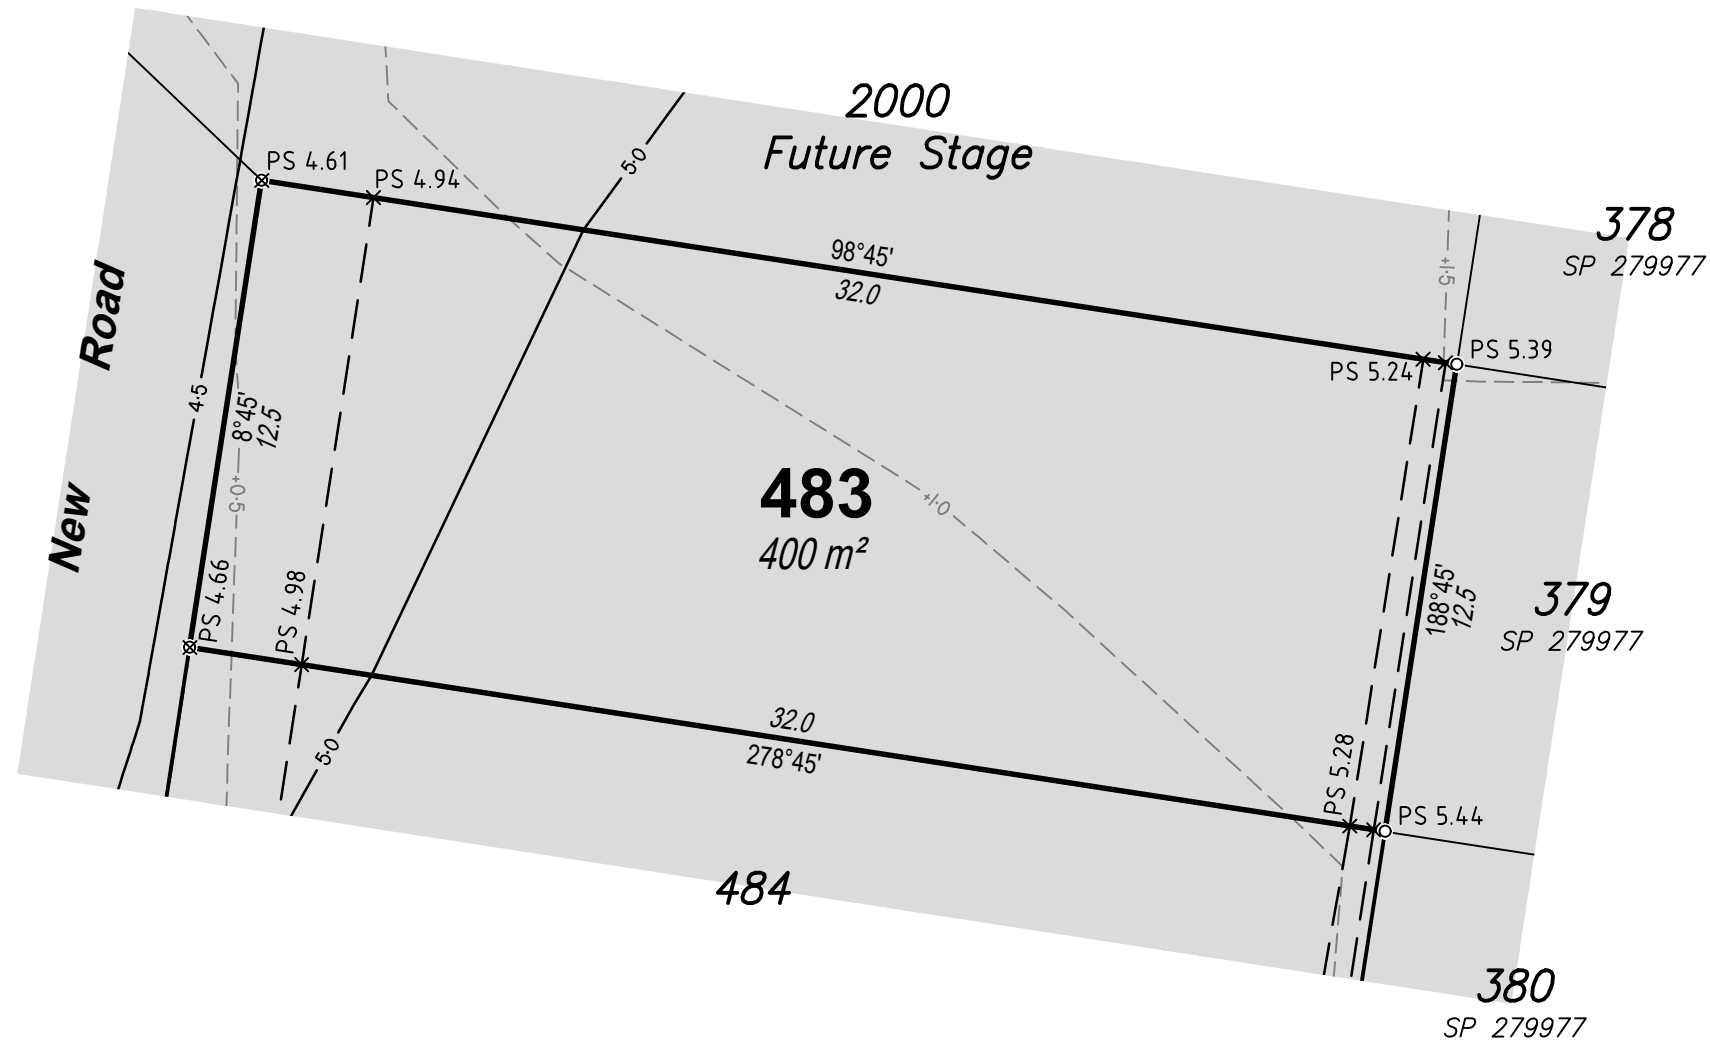 2000
Future Stage
PS 4.61
PS 4.94
5·0
378
SP 279977
98°45'
32.0
+1·5
PS 5.24
PS 5.39
New Road
4·5
8°45'
12.5
+0·5
483
400 m²
+1·0
188°45'
12.5
379
SP 279977
PS 4.66
PS 4.98
5·0
32.0
278°45'
PS 5.28
PS 5.44
484
380
SP 279977